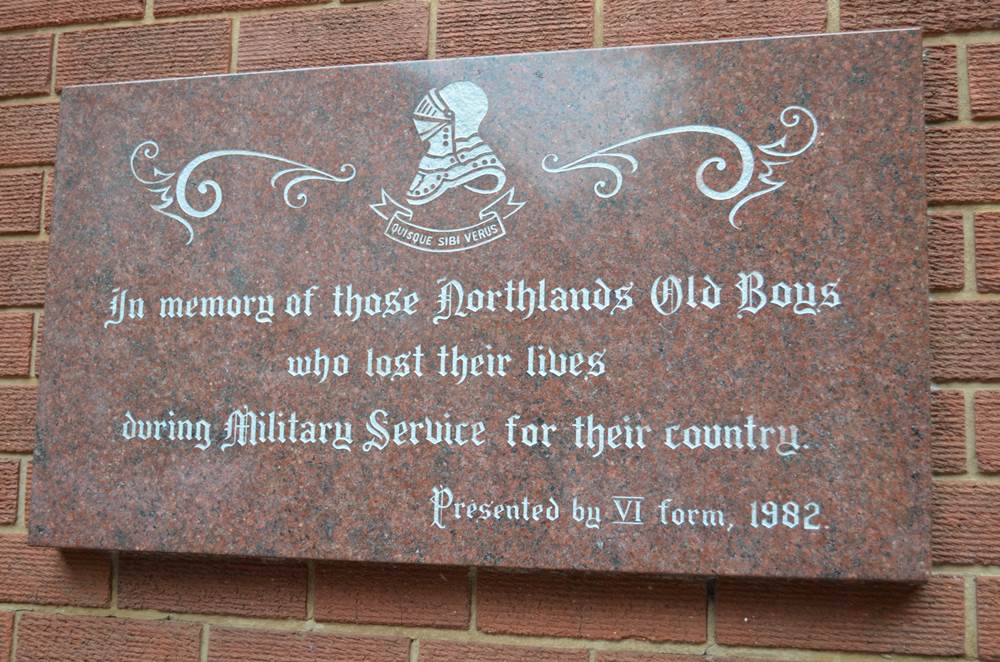 QUISQUE SIBI VERUS
In memory of those Northlands Old Boys
who lost their lives
during Military Service for their country.
Presented by VI form, 1982.